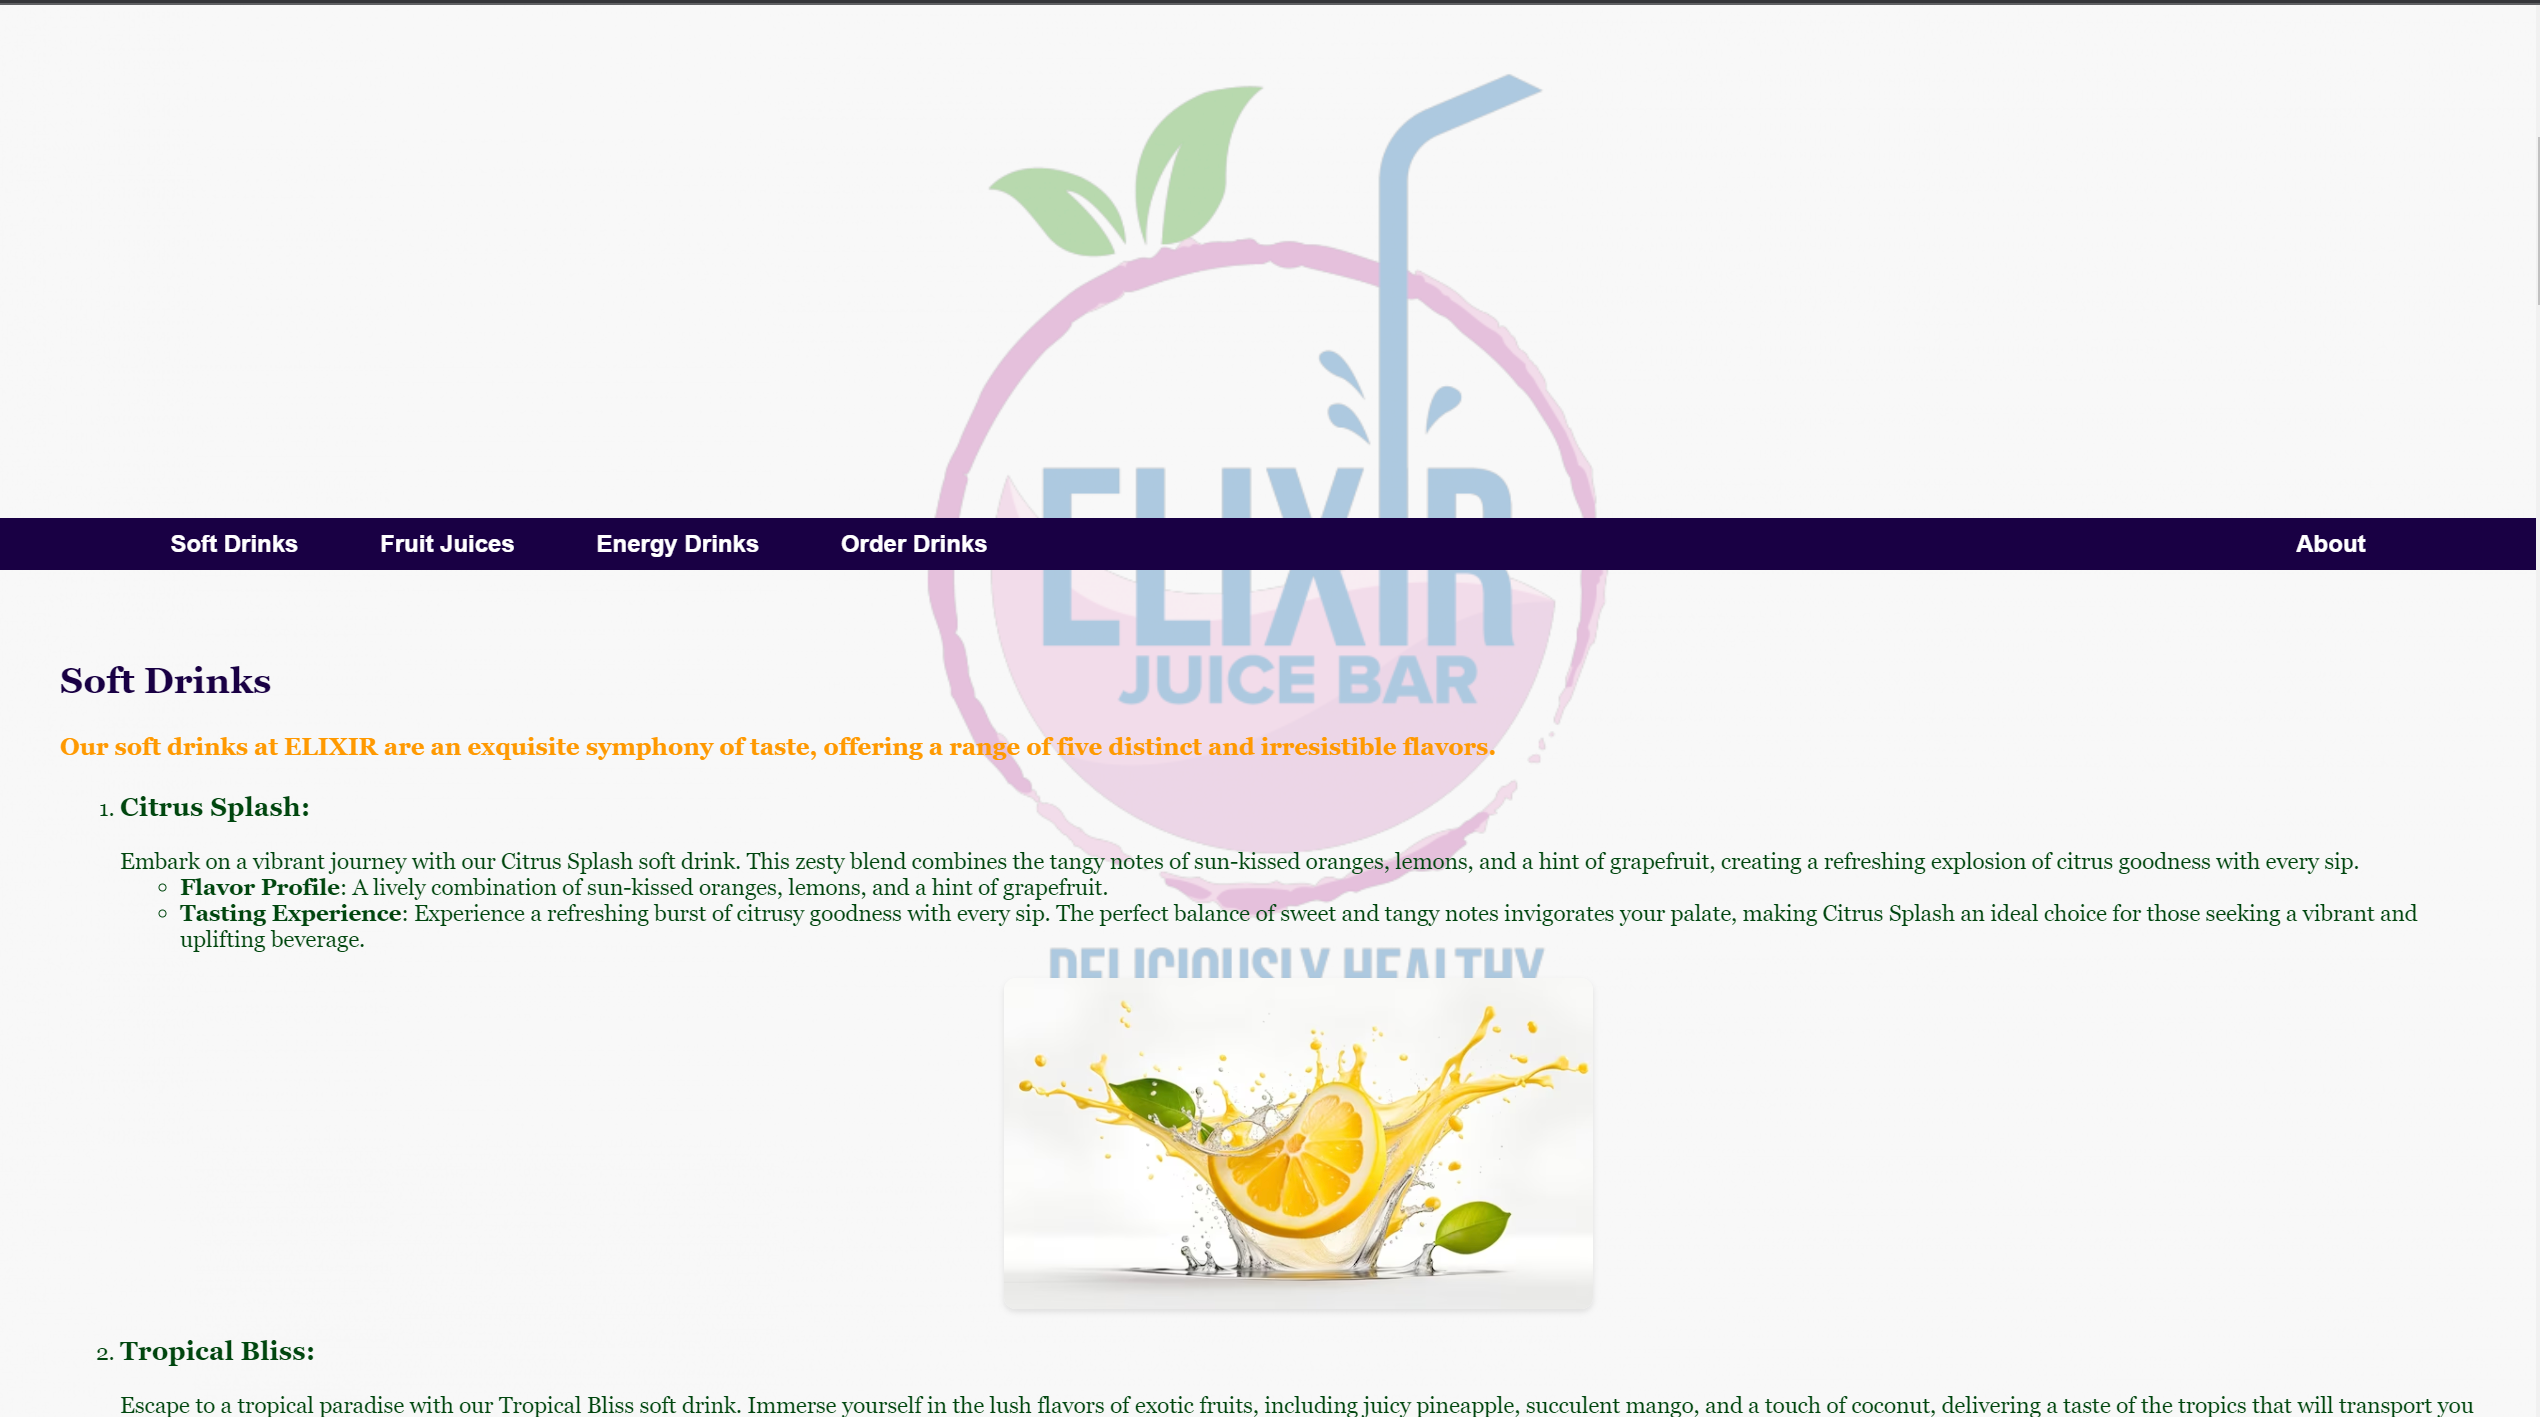 Soft Drinks Fruit Juices Energy Drinks Order Drinks About
ELIXIR
JUICE BAR
Soft Drinks
Our soft drinks at ELIXIR are an exquisite symphony of taste, offering a range of five distinct and irresistible flavors.
1. Citrus Splash:
Embark on a vibrant journey with our Citrus Splash soft drink. This zesty blend combines the tangy notes of sun-kissed oranges, lemons, and a hint of grapefruit, creating a refreshing explosion of citrus goodness with every sip.
◦ Flavor Profile: A lively combination of sun-kissed oranges, lemons, and a hint of grapefruit.
◦ Tasting Experience: Experience a refreshing burst of citrusy goodness with every sip. The perfect balance of sweet and tangy notes invigorates your palate, making Citrus Splash an ideal choice for those seeking a vibrant and
uplifting beverage.
DELICIOUSLY HEALTHY
2. Tropical Bliss:
Escape to a tropical paradise with our Tropical Bliss soft drink. Immerse yourself in the lush flavors of exotic fruits, including juicy pineapple, succulent mango, and a touch of coconut, delivering a taste of the tropics that will transport you